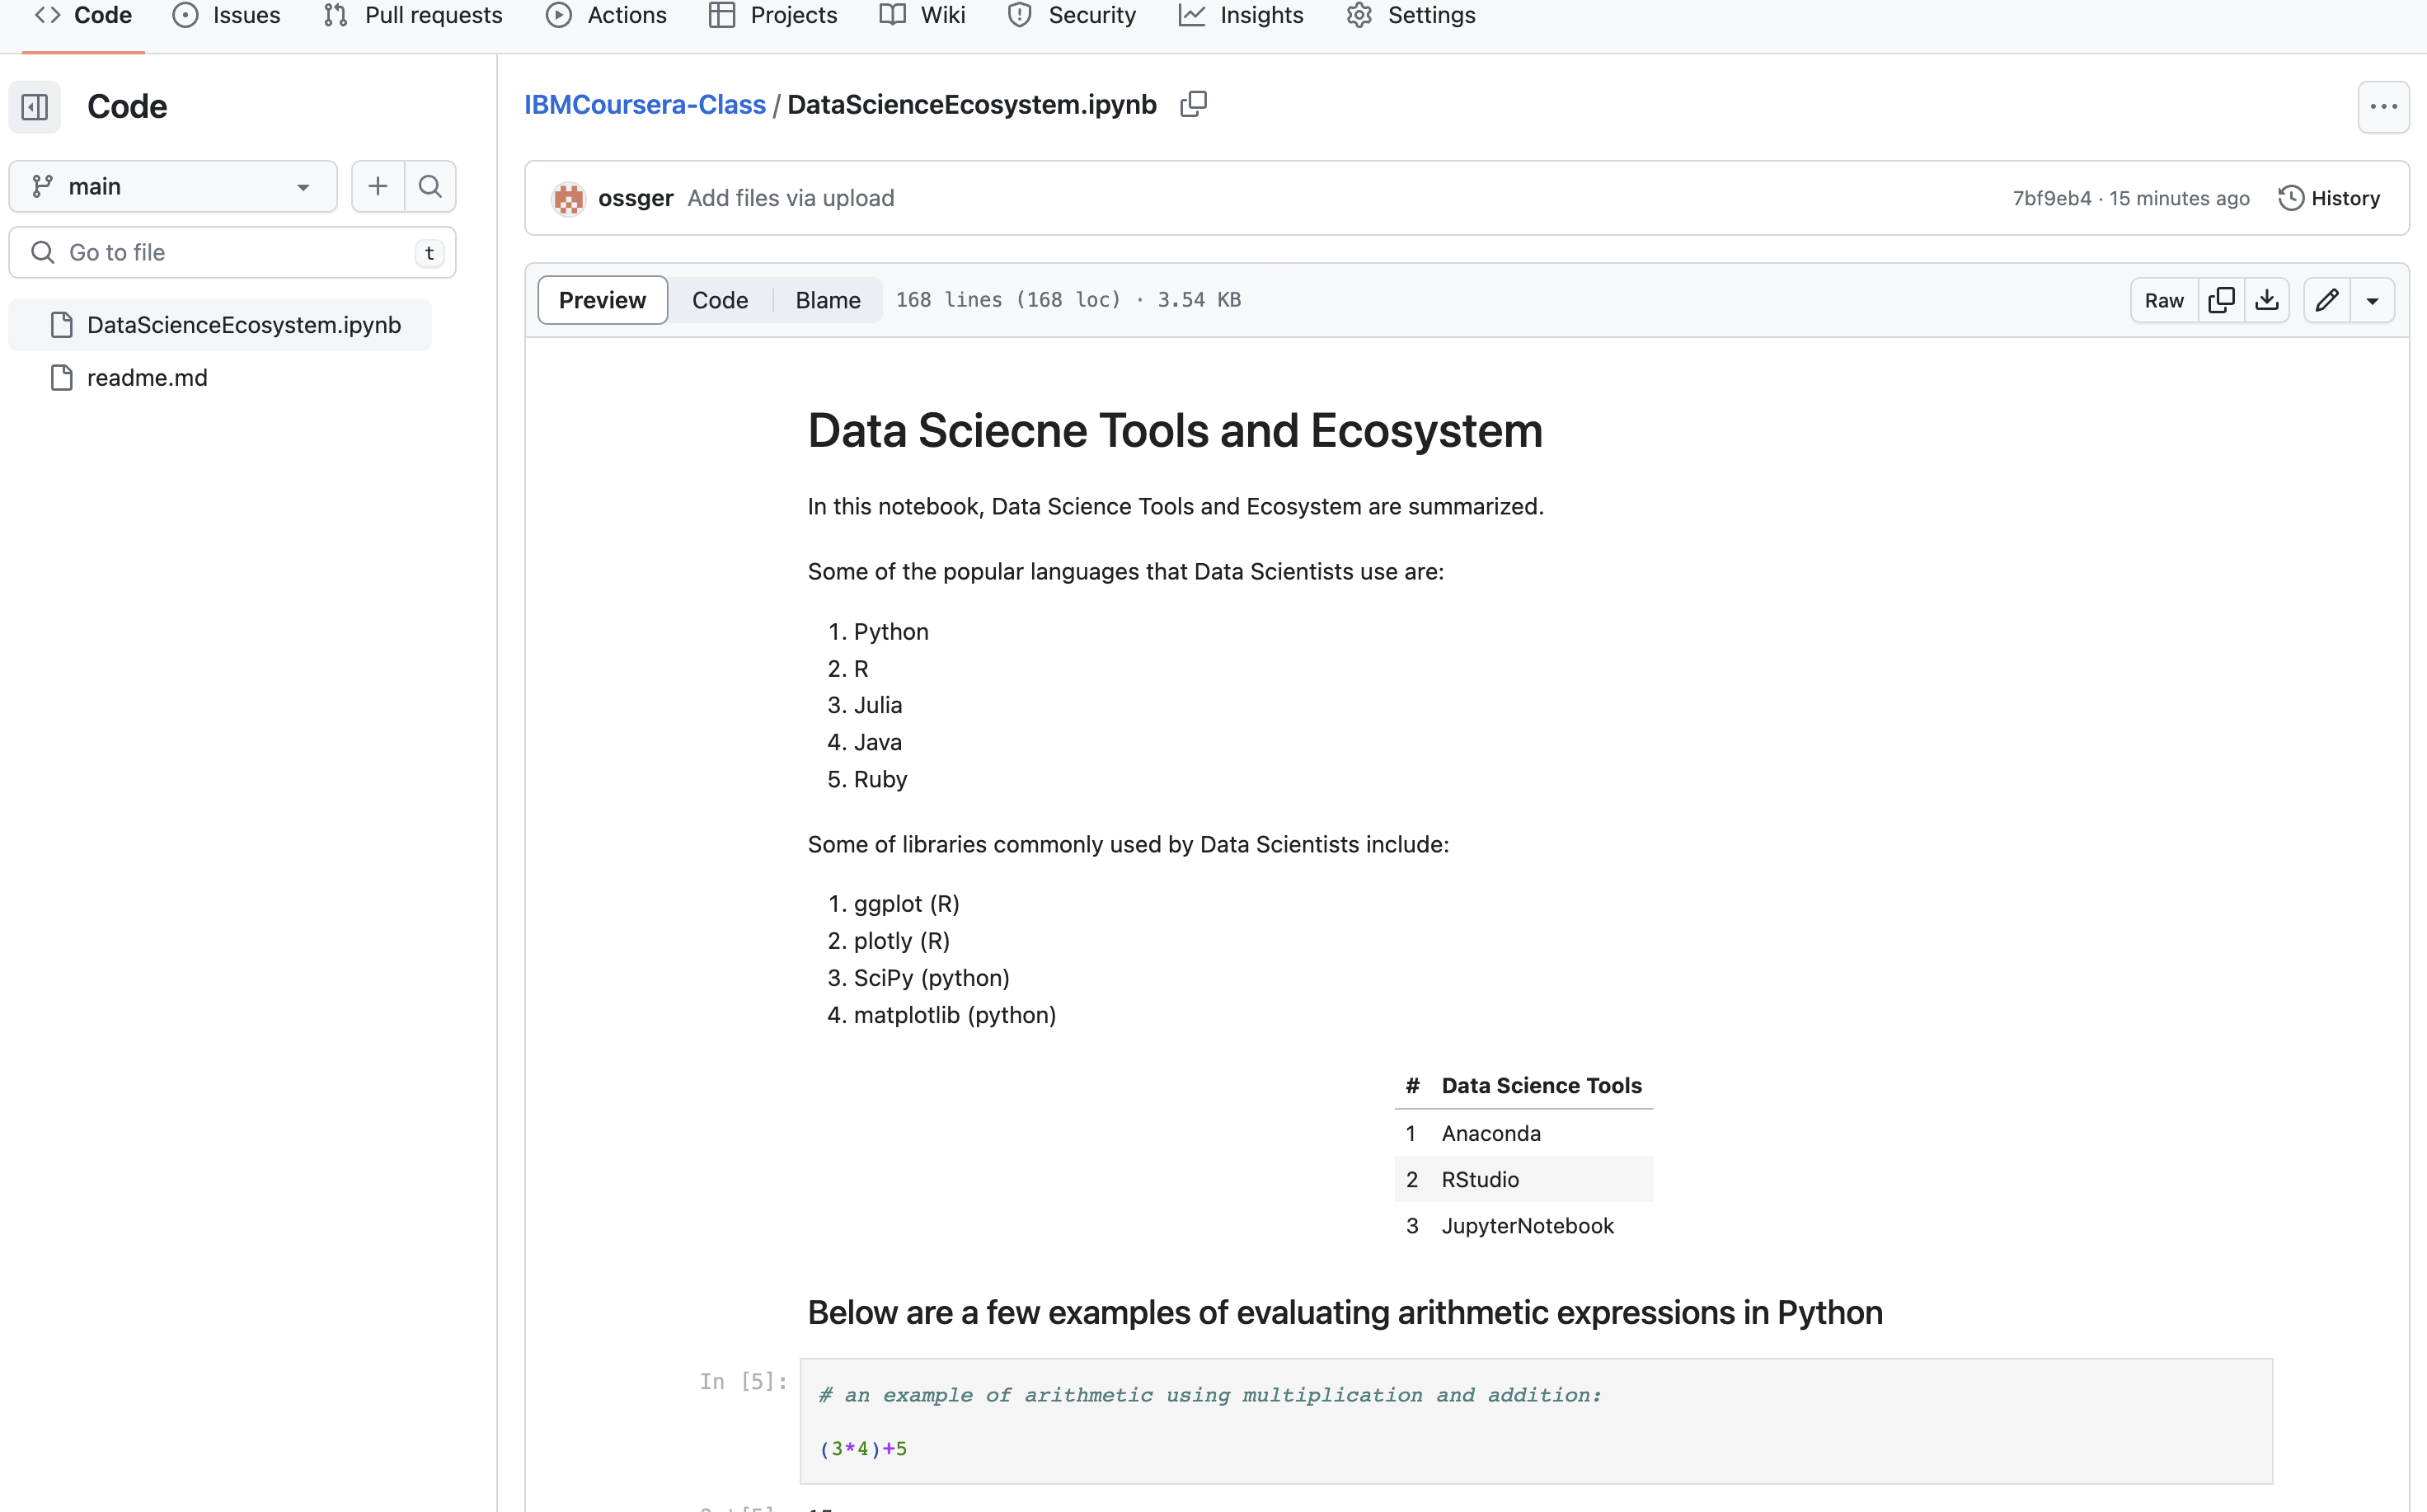 Code Issues Pull requests Actions Projects Wiki Security Insights Settings
Code
main
Go to file t
DataScienceEcosystem.ipynb
readme.md
IBMCoursera-Class / DataScienceEcosystem.ipynb
ossger Add files via upload 7bf9eb4 · 15 minutes ago History
Preview Code Blame 168 lines (168 loc) · 3.54 KB Raw
Data Sciecne Tools and Ecosystem
In this notebook, Data Science Tools and Ecosystem are summarized.
Some of the popular languages that Data Scientists use are:
1. Python
2. R
3. Julia
4. Java
5. Ruby
Some of libraries commonly used by Data Scientists include:
1. ggplot (R)
2. plotly (R)
3. SciPy (python)
4. matplotlib (python)
# Data Science Tools
1 Anaconda
2 RStudio
3 JupyterNotebook
Below are a few examples of evaluating arithmetic expressions in Python
In [5]:
# an example of arithmetic using multiplication and addition:
(3*4)+5